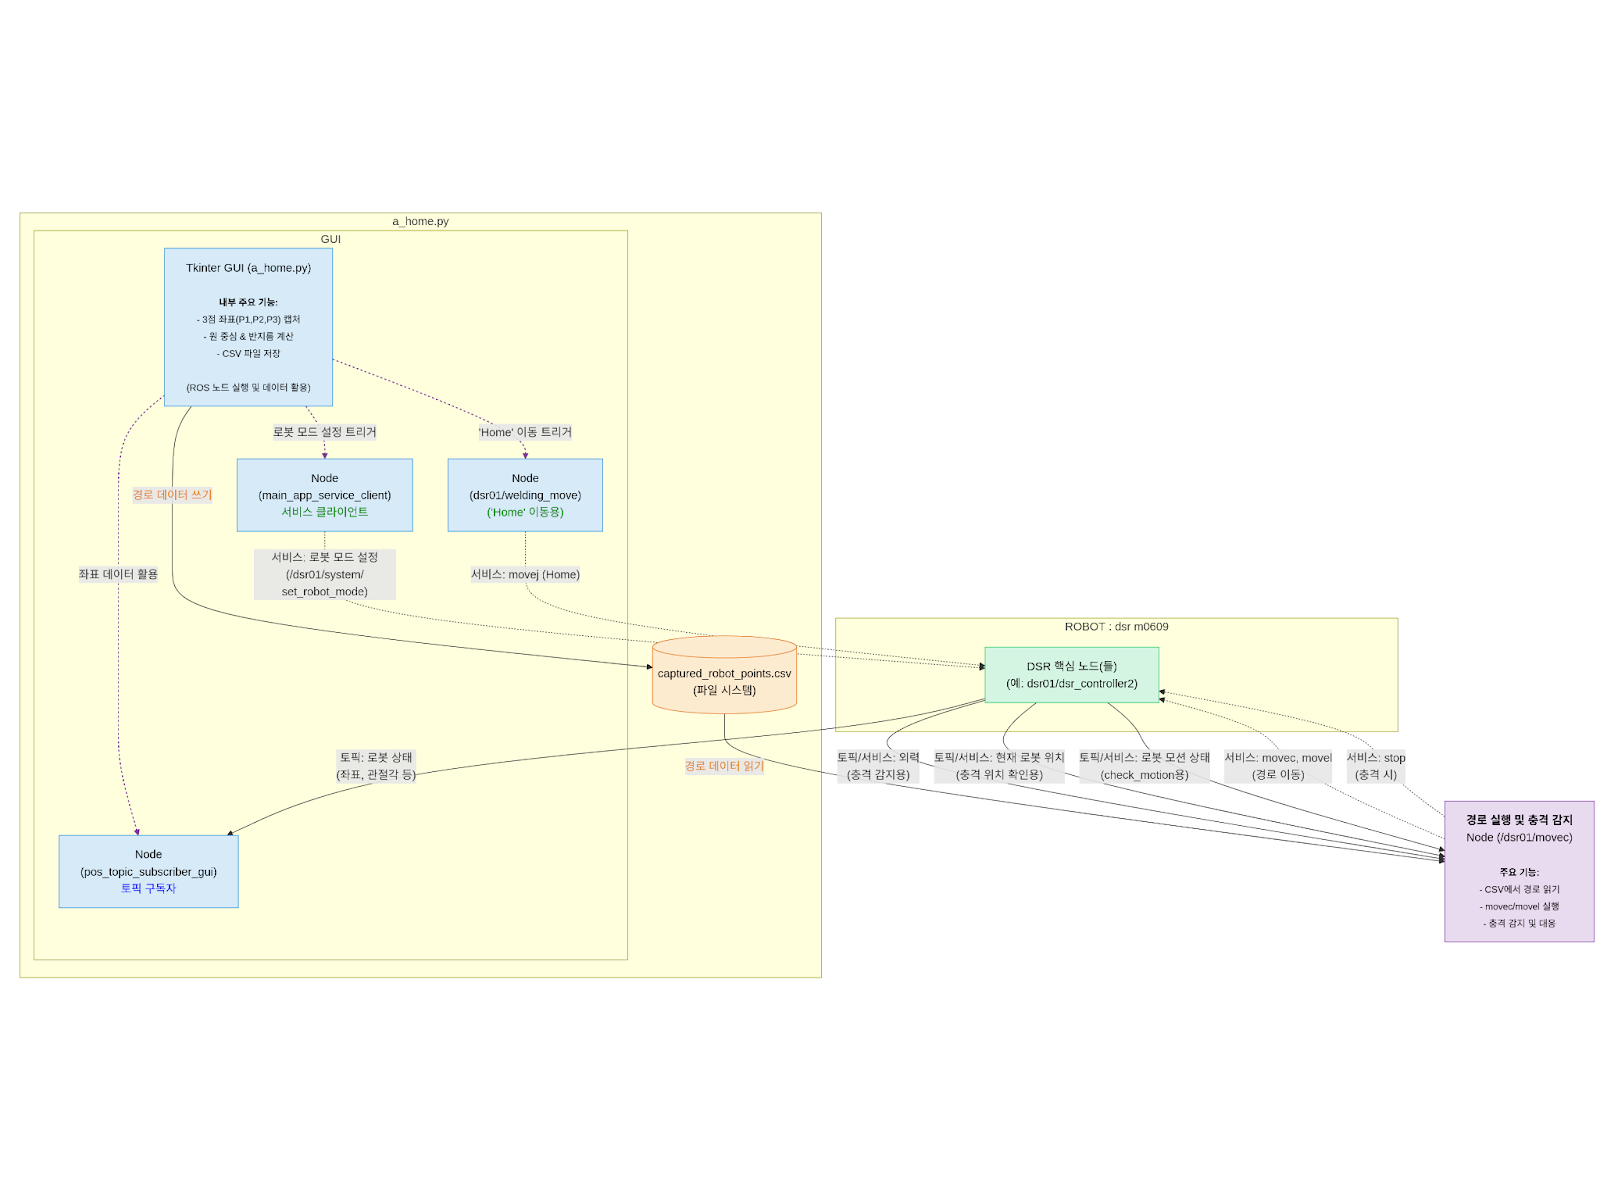 a_home.py
GUI
Tkinter GUI (a_home.py)
내부 주요 기능:
- 3점 좌표(P1,P2,P3) 캡처
- 원 중심 & 반지름 계산
- CSV 파일 저장
(ROS 노드 실행 및 데이터 활용)
로봇 모드 설정 트리거
'Home' 이동 트리거
Node
(main_app_service_client)
서비스 클라이언트
Node
(dsr01/welding_move)
('Home' 이동용)
경로 데이터 쓰기
좌표 데이터 활용
서비스: 로봇 모드 설정
(/dsr01/system/
set_robot_mode)
서비스: movej (Home)
captured_robot_points.csv
(파일 시스템)
ROBOT : dsr m0609
DSR 핵심 노드(들)
(예: dsr01/dsr_controller2)
토픽: 로봇 상태
(좌표, 관절각 등)
경로 데이터 읽기
토픽/서비스: 외력
(충격 감지용)
토픽/서비스: 현재 로봇 위치
(충격 위치 확인용)
토픽/서비스: 로봇 모션 상태
(check_motion용)
서비스: movec, movel
(경로 이동)
서비스: stop
(충격 시)
Node
(pos_topic_subscriber_gui)
토픽 구독자
경로 실행 및 충격 감지
Node (/dsr01/movec)
주요 기능:
- CSV에서 경로 읽기
- movec/movel 실행
- 충격 감지 및 대응